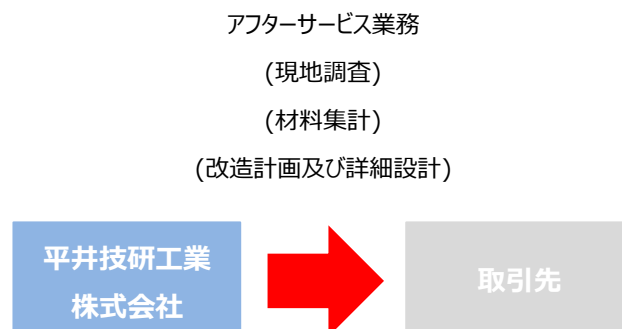 アフターサービス業務
(現地調査)
(材料集計)
(改造計画及び詳細設計)
平井技研工業
株式会社
取引先